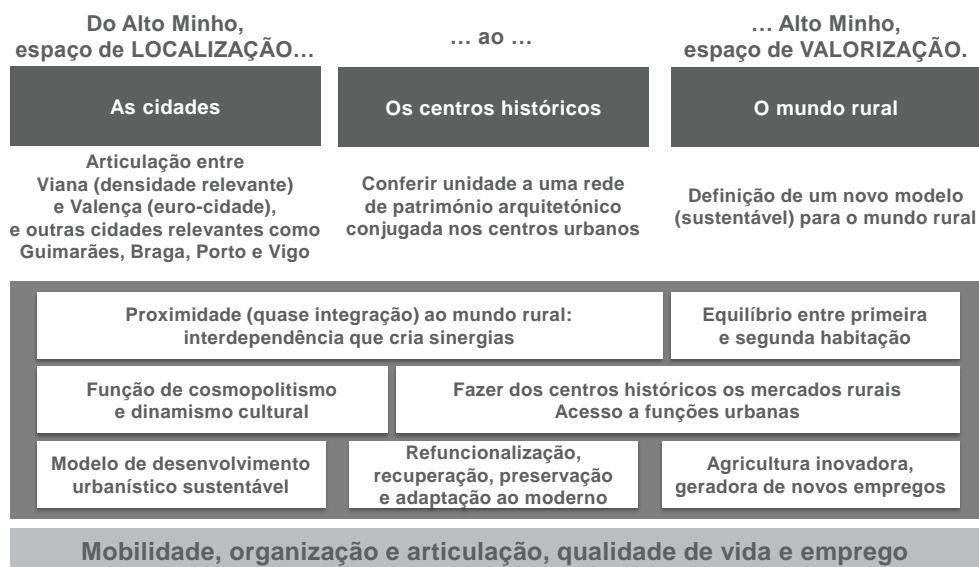 Do Alto Minho,
espaço de LOCALIZAÇÃO…
… ao …
… Alto Minho,
espaço de VALORIZAÇÃO.
As cidades
Os centros históricos
O mundo rural
Articulação entre
Viana (densidade relevante)
e Valença (euro-cidade),
e outras cidades relevantes como
Guimarães, Braga, Porto e Vigo
Conferir unidade a uma rede
de património arquitetónico
conjugada nos centros urbanos
Definição de um novo modelo
(sustentável) para o mundo rural
Proximidade (quase integração) ao mundo rural:
interdependência que cria sinergias
Equilíbrio entre primeira
e segunda habitação
Função de cosmopolitismo
e dinamismo cultural
Fazer dos centros históricos os mercados rurais
Acesso a funções urbanas
Modelo de desenvolvimento
urbanístico sustentável
Refuncionalização,
recuperação, preservação
e adaptação ao moderno
Agricultura inovadora,
geradora de novos empregos
Mobilidade, organização e articulação, qualidade de vida e emprego